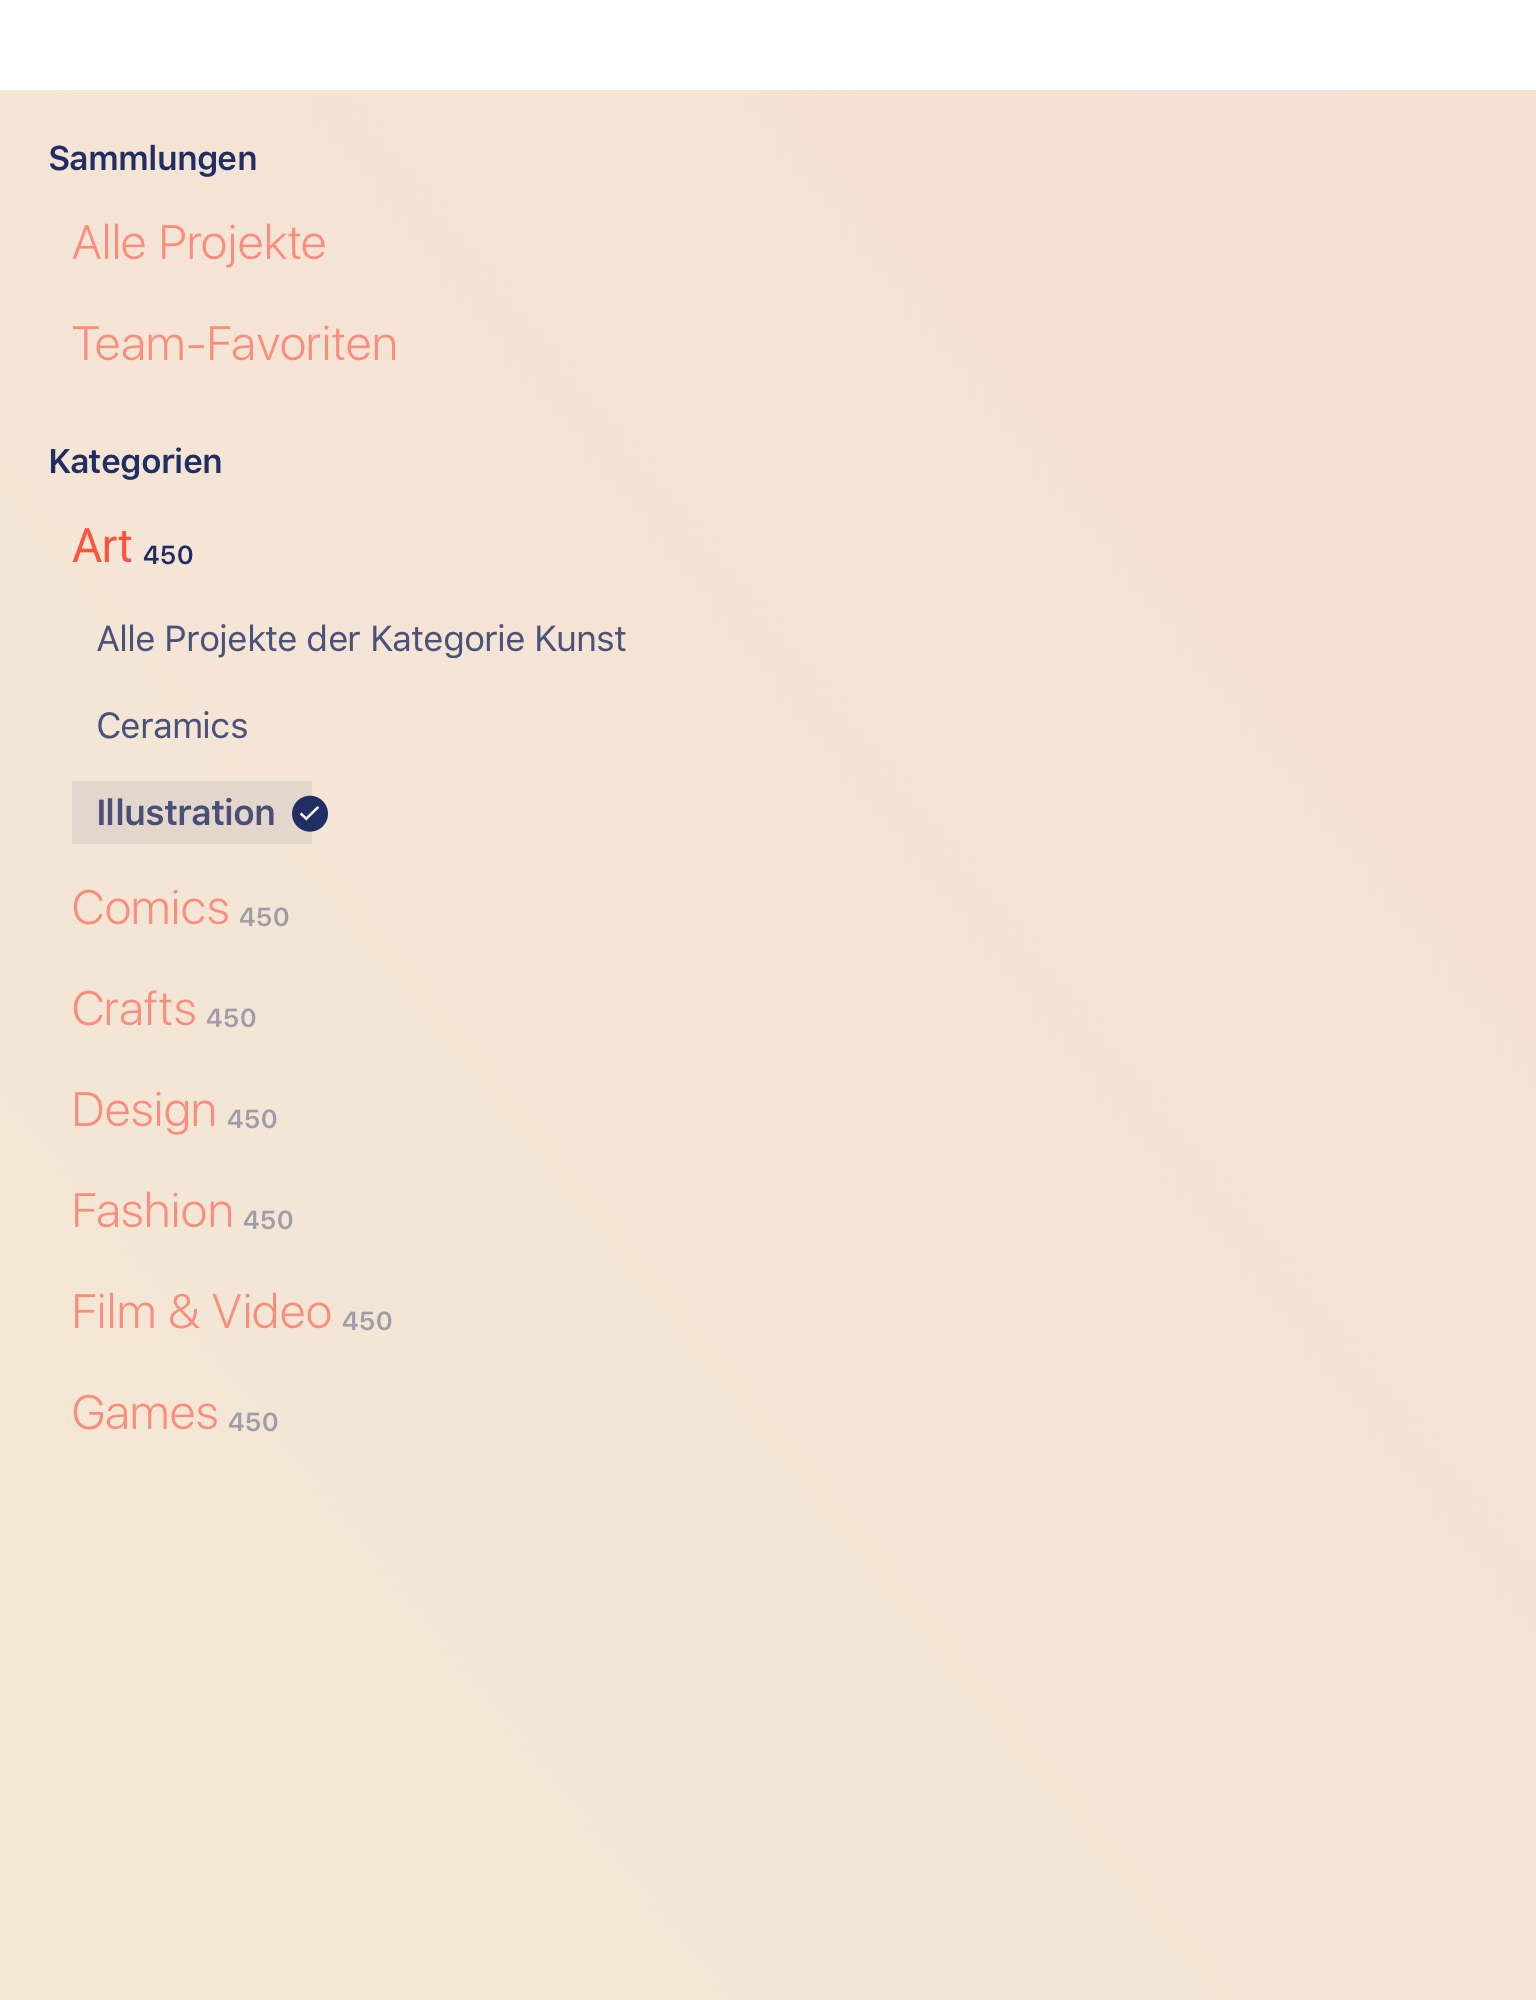 Sammlungen
Alle Projekte
Team-Favoriten
Kategorien
Art 450
Alle Projekte der Kategorie Kunst
Ceramics
Illustration
Comics 450
Crafts 450
Design 450
Fashion 450
Film & Video 450
Games 450